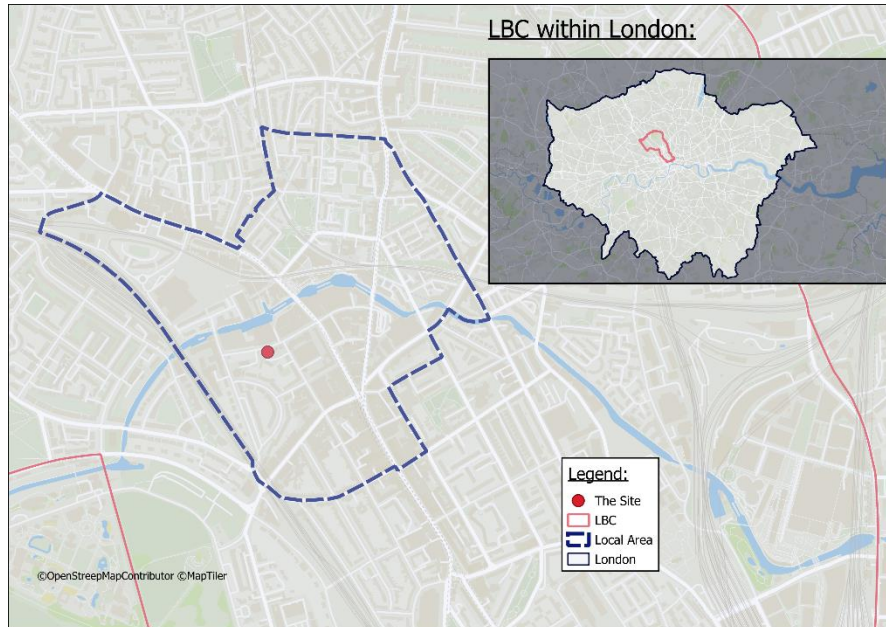 LBC within London:
Legend:
The Site
LBC
Local Area
London
©OpenStreepMapContributor ©MapTiler